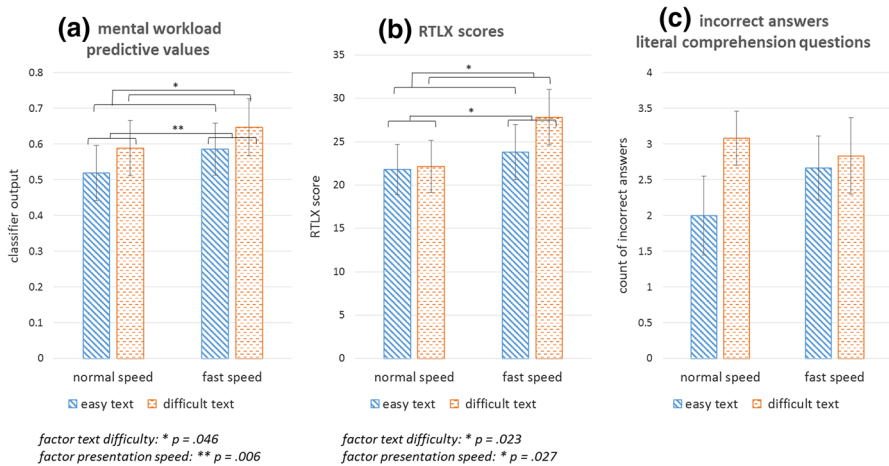 (a) mental workload
predictive values
0.8
0.7
0.6
0.5
0.4
0.3
0.2
0.1
0
classifier output
*
**
normal speed fast speed
easy text difficult text
factor text difficulty: * p = .046
factor presentation speed: ** p = .006
(b) RTLX scores
35
30
25
20
15
10
5
0
RTLX score
*
*
normal speed fast speed
easy text difficult text
factor text difficulty: * p = .023
factor presentation speed: * p = .027
(c) incorrect answers
literal comprehension questions
4
3.5
3
2.5
2
1.5
1
0.5
0
count of incorrect answers
normal speed fast speed
easy text difficult text